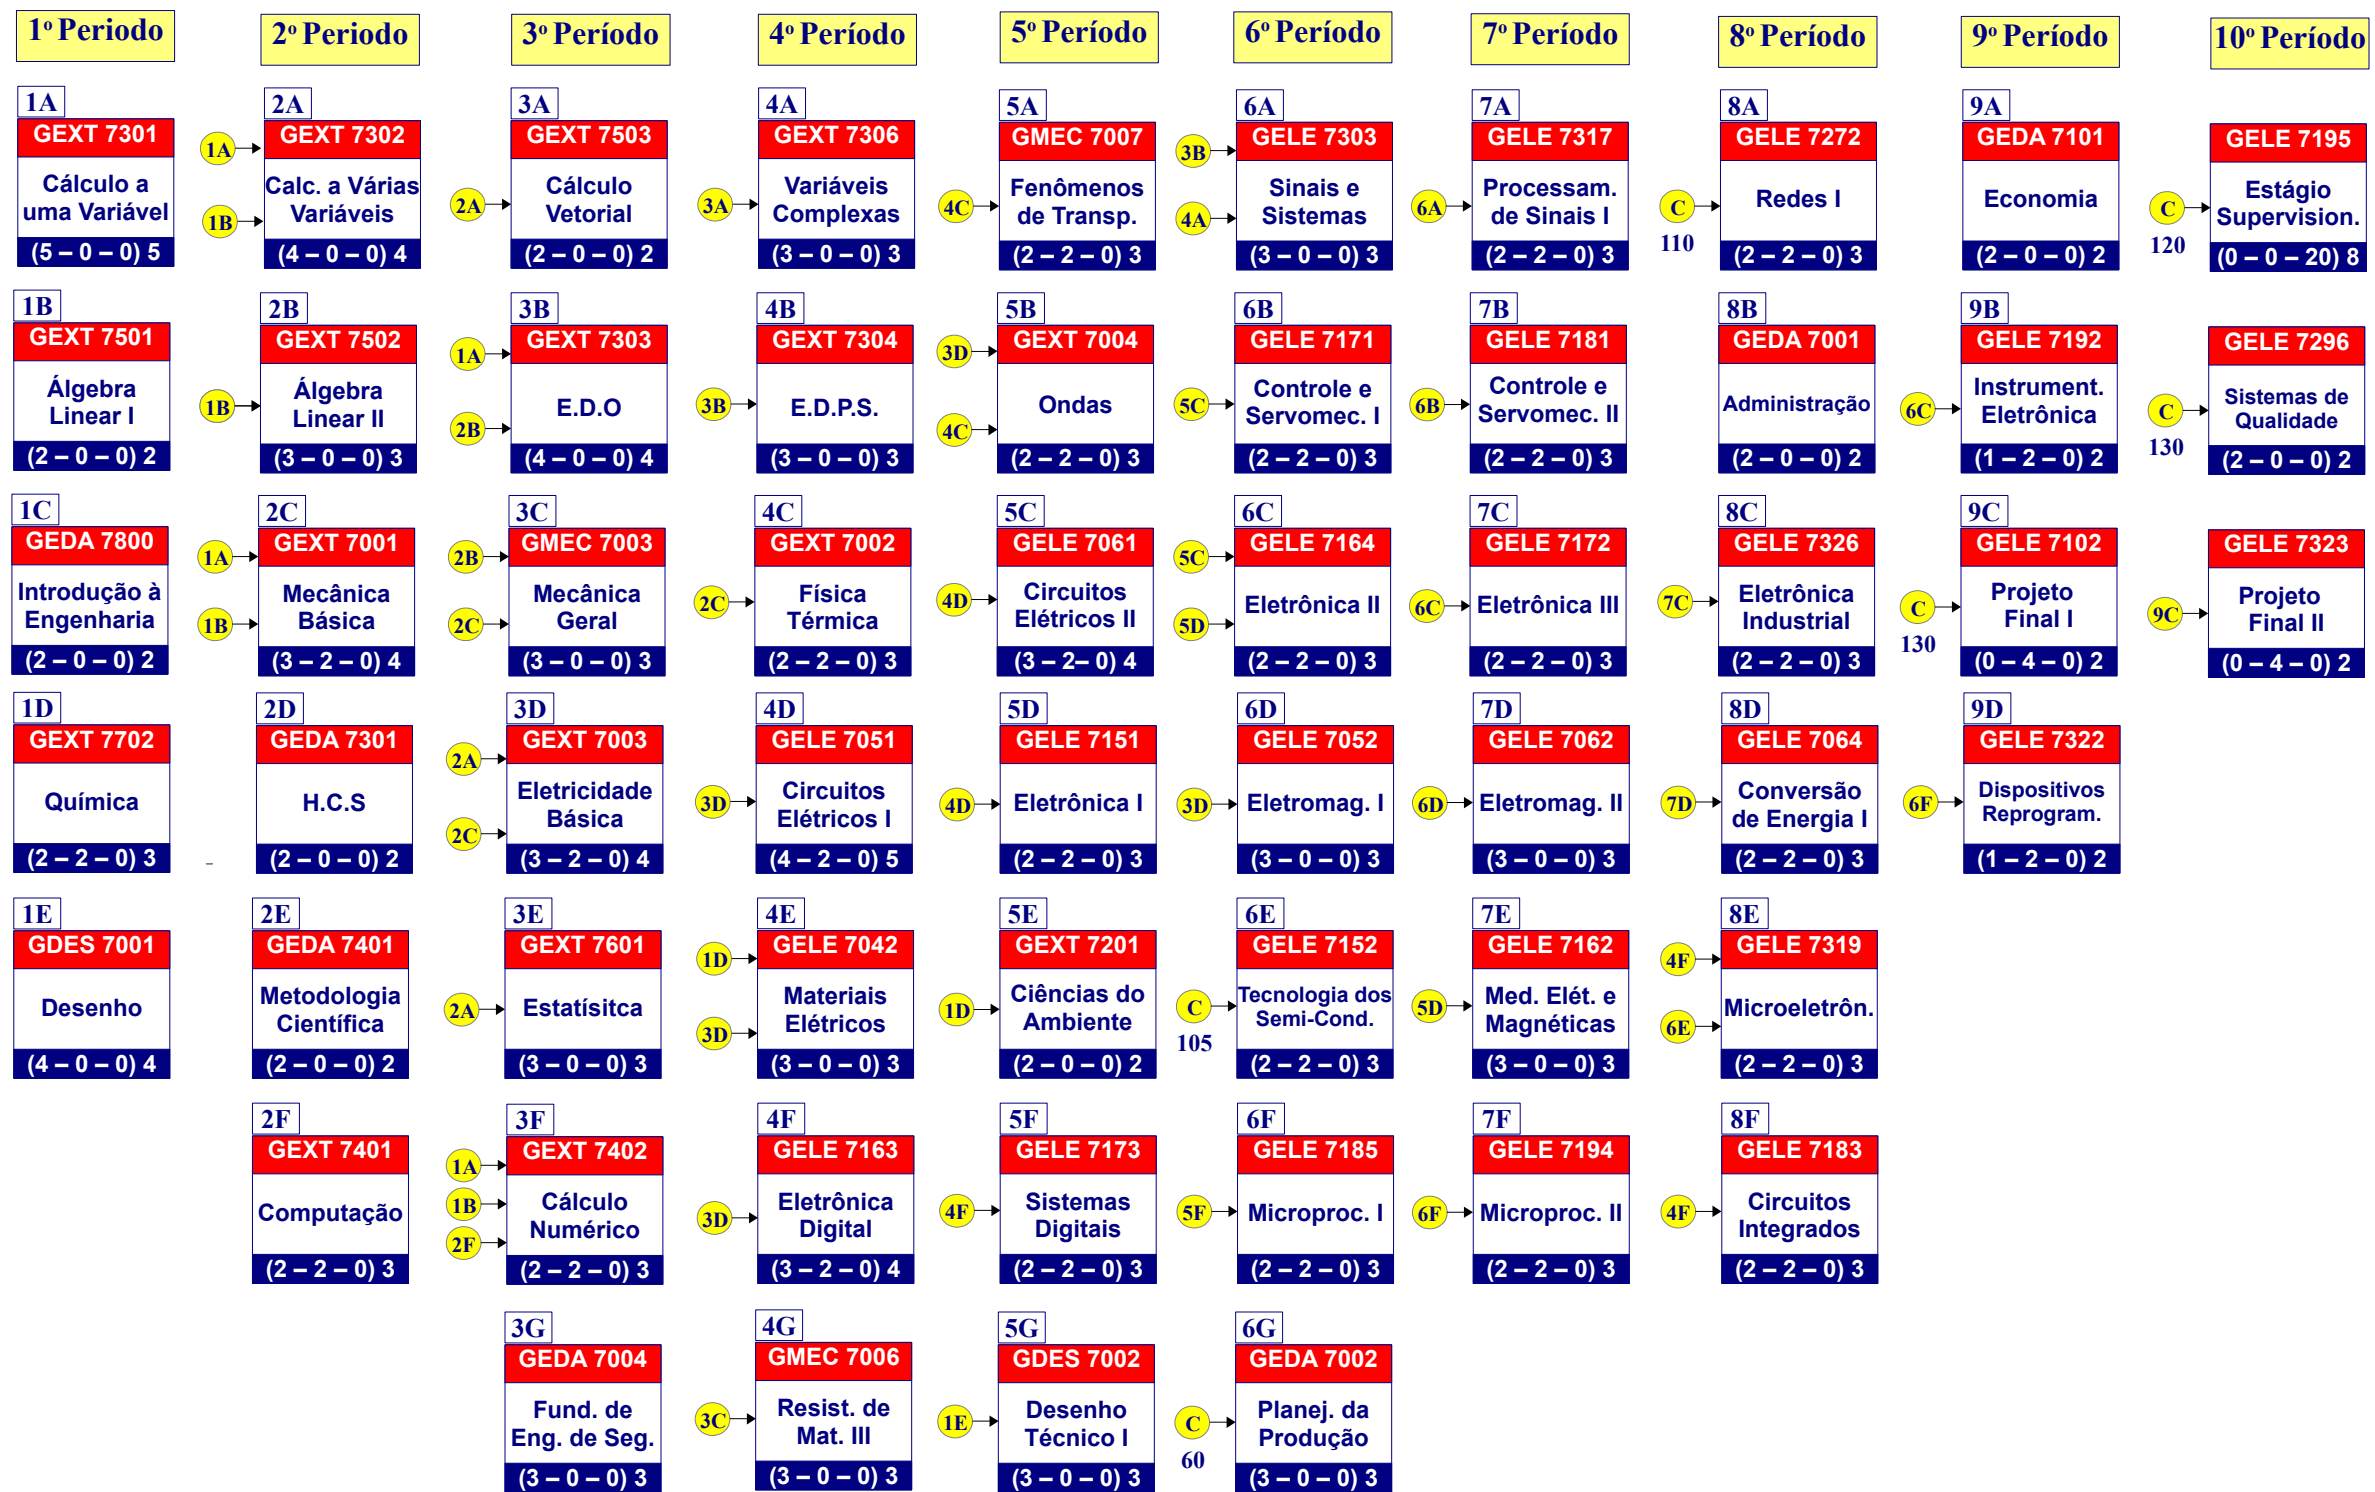 1º Periodo
2º Periodo
3º Período
4º Período
5º Período
6º Período
7º Período
8º Período
9º Período
10º Período
1A
GEXT 7301
Cálculo a
uma Variável
(5 – 0 – 0) 5
1A
1B
2A
GEXT 7302
Calc. a Várias
Variáveis
(4 – 0 – 0) 4
2A
3A
GEXT 7503
Cálculo
Vetorial
(2 – 0 – 0) 2
3A
4A
GEXT 7306
Variáveis
Complexas
(3 – 0 – 0) 3
4C
5A
GMEC 7007
Fenômenos
de Transp.
(2 – 2 – 0) 3
3B
4A
6A
GELE 7303
Sinais e
Sistemas
(3 – 0 – 0) 3
6A
7A
GELE 7317
Processam.
de Sinais I
(2 – 2 – 0) 3
C
110
8A
GELE 7272
Redes I
(2 – 2 – 0) 3
9A
GEDA 7101
Economia
(2 – 0 – 0) 2
C
120
GELE 7195
Estágio
Supervision.
(0 – 0 – 20) 8
1B
GEXT 7501
Álgebra
Linear I
(2 – 0 – 0) 2
1B
2B
GEXT 7502
Álgebra
Linear II
(3 – 0 – 0) 3
1A
2B
3B
GEXT 7303
E.D.O
(4 – 0 – 0) 4
3B
4B
GEXT 7304
E.D.P.S.
(3 – 0 – 0) 3
3D
4C
5B
GEXT 7004
Ondas
(2 – 2 – 0) 3
5C
6B
GELE 7171
Controle e
Servomec. I
(2 – 2 – 0) 3
6B
7B
GELE 7181
Controle e
Servomec. II
(2 – 2 – 0) 3
8B
GEDA 7001
Administração
(2 – 0 – 0) 2
6C
9B
GELE 7192
Instrument.
Eletrônica
(1 – 2 – 0) 2
C
130
GELE 7296
Sistemas de
Qualidade
(2 – 0 – 0) 2
1C
GEDA 7800
Introdução à
Engenharia
(2 – 0 – 0) 2
1A
1B
2C
GEXT 7001
Mecânica
Básica
(3 – 2 – 0) 4
2B
2C
3C
GMEC 7003
Mecânica
Geral
(3 – 0 – 0) 3
2C
4C
GEXT 7002
Física
Térmica
(2 – 2 – 0) 3
4D
5C
GELE 7061
Circuitos
Elétricos II
(3 – 2– 0) 4
5C
5D
6C
GELE 7164
Eletrônica II
(2 – 2 – 0) 3
6C
7C
GELE 7172
Eletrônica III
(2 – 2 – 0) 3
7C
8C
GELE 7326
Eletrônica
Industrial
(2 – 2 – 0) 3
C
130
9C
GELE 7102
Projeto
Final I
(0 – 4 – 0) 2
9C
GELE 7323
Projeto
Final II
(0 – 4 – 0) 2
1D
GEXT 7702
Química
(2 – 2 – 0) 3
–
2D
GEDA 7301
H.C.S
(2 – 0 – 0) 2
2A
2C
3D
GEXT 7003
Eletricidade
Básica
(3 – 2 – 0) 4
3D
4D
GELE 7051
Circuitos
Elétricos I
(4 – 2 – 0) 5
4D
5D
GELE 7151
Eletrônica I
(2 – 2 – 0) 3
3D
6D
GELE 7052
Eletromag. I
(3 – 0 – 0) 3
6D
7D
GELE 7062
Eletromag. II
(3 – 0 – 0) 3
7D
8D
GELE 7064
Conversão
de Energia I
(2 – 2 – 0) 3
6F
9D
GELE 7322
Dispositivos
Reprogram.
(1 – 2 – 0) 2
1E
GDES 7001
Desenho
(4 – 0 – 0) 4
2E
GEDA 7401
Metodologia
Científica
(2 – 0 – 0) 2
2A
3E
GEXT 7601
Estatísitca
(3 – 0 – 0) 3
1D
3D
4E
GELE 7042
Materiais
Elétricos
(3 – 0 – 0) 3
1D
5E
GEXT 7201
Ciências do
Ambiente
(2 – 0 – 0) 2
C
105
6E
GELE 7152
Tecnologia dos
Semi-Cond.
(2 – 2 – 0) 3
5D
7E
GELE 7162
Med. Elét. e
Magnéticas
(3 – 0 – 0) 3
4F
6E
8E
GELE 7319
Microeletrôn.
(2 – 2 – 0) 3
2F
GEXT 7401
Computação
(2 – 2 – 0) 3
1A
1B
2F
3F
GEXT 7402
Cálculo
Numérico
(2 – 2 – 0) 3
3D
4F
GELE 7163
Eletrônica
Digital
(3 – 2 – 0) 4
4F
5F
GELE 7173
Sistemas
Digitais
(2 – 2 – 0) 3
5F
6F
GELE 7185
Microproc. I
(2 – 2 – 0) 3
6F
7F
GELE 7194
Microproc. II
(2 – 2 – 0) 3
4F
8F
GELE 7183
Circuitos
Integrados
(2 – 2 – 0) 3
3G
GEDA 7004
Fund. de
Eng. de Seg.
(3 – 0 – 0) 3
3C
4G
GMEC 7006
Resist. de
Mat. III
(3 – 0 – 0) 3
1E
5G
GDES 7002
Desenho
Técnico I
(3 – 0 – 0) 3
C
60
6G
GEDA 7002
Planej. da
Produção
(3 – 0 – 0) 3